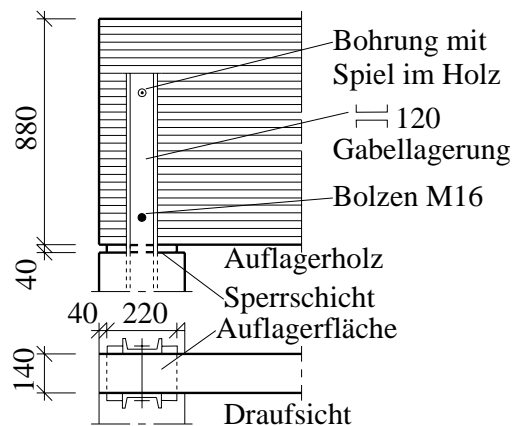 Bohrung mit
Spiel im Holz
120
Gabellagerung
Bolzen M16
880
40
Auflagerholz
Sperrschicht
40 220
Auflagerfläche
140
Draufsicht